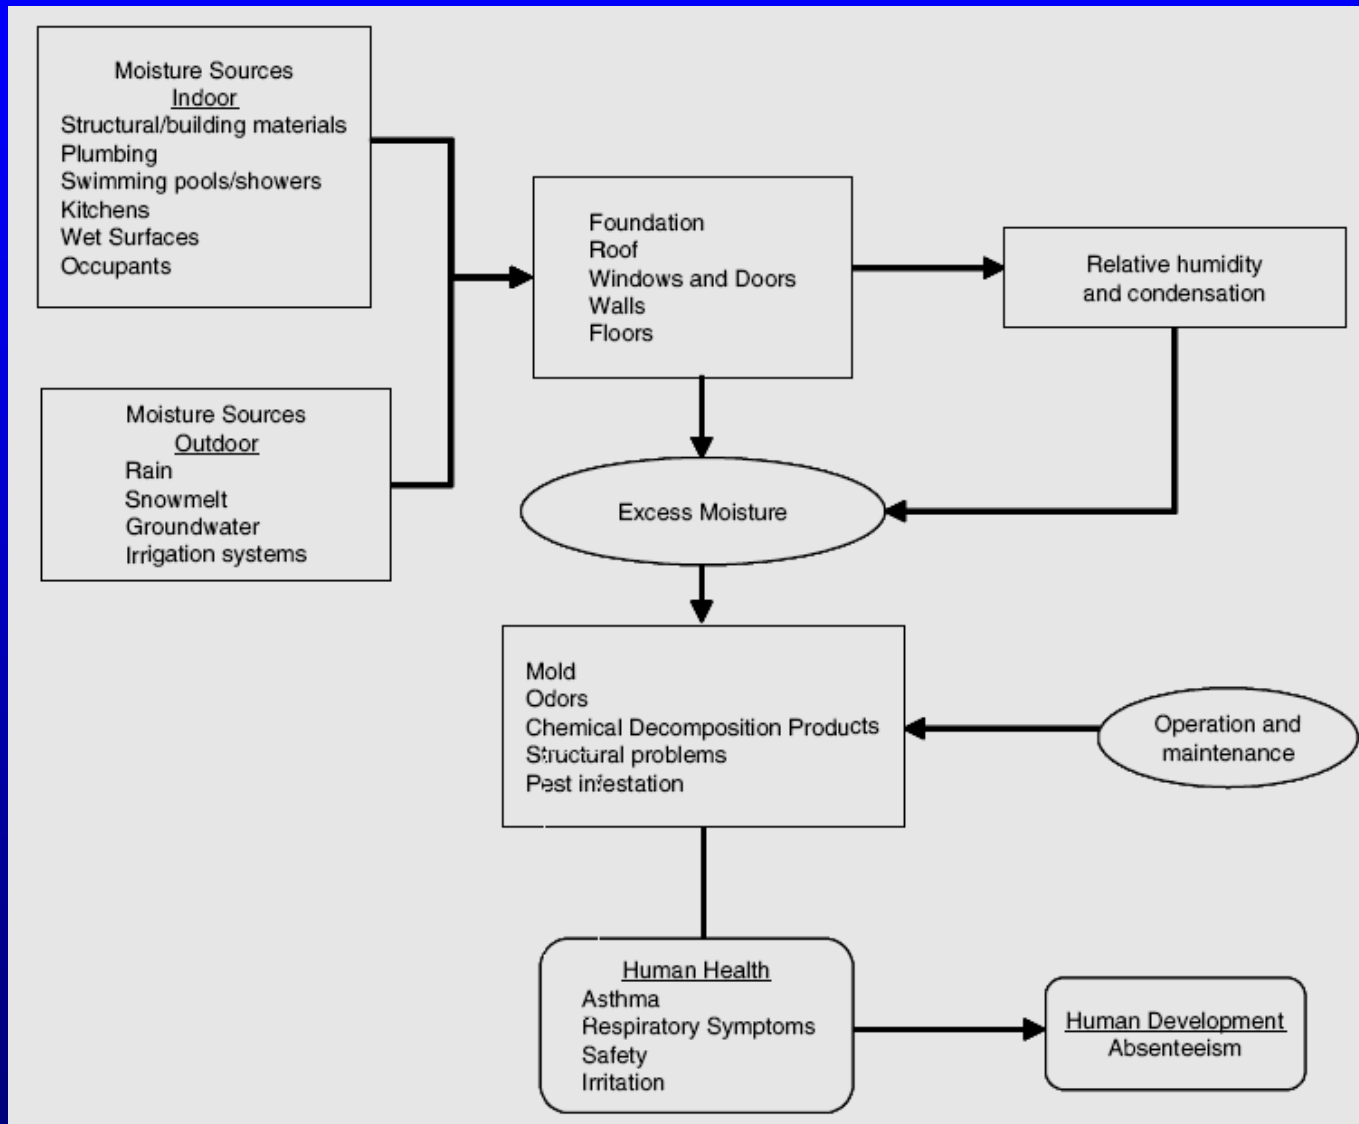 Moisture Sources
Indoor
Structural/building materials
Plumbing
Swimming pools/showers
Kitchens
Wet Surfaces
Occupants
Moisture Sources
Outdoor
Rain
Snowmelt
Groundwater
Irrigation systems
Foundation
Roof
Windows and Doors
Walls
Floors
Relative humidity
and condensation
Excess Moisture
Mold
Odors
Chemical Decomposition Products
Structural problems
Pest infestation
Operation and
maintenance
Human Health
Asthma
Respiratory Symptoms
Safety
Irritation
Human Development
Absenteeism